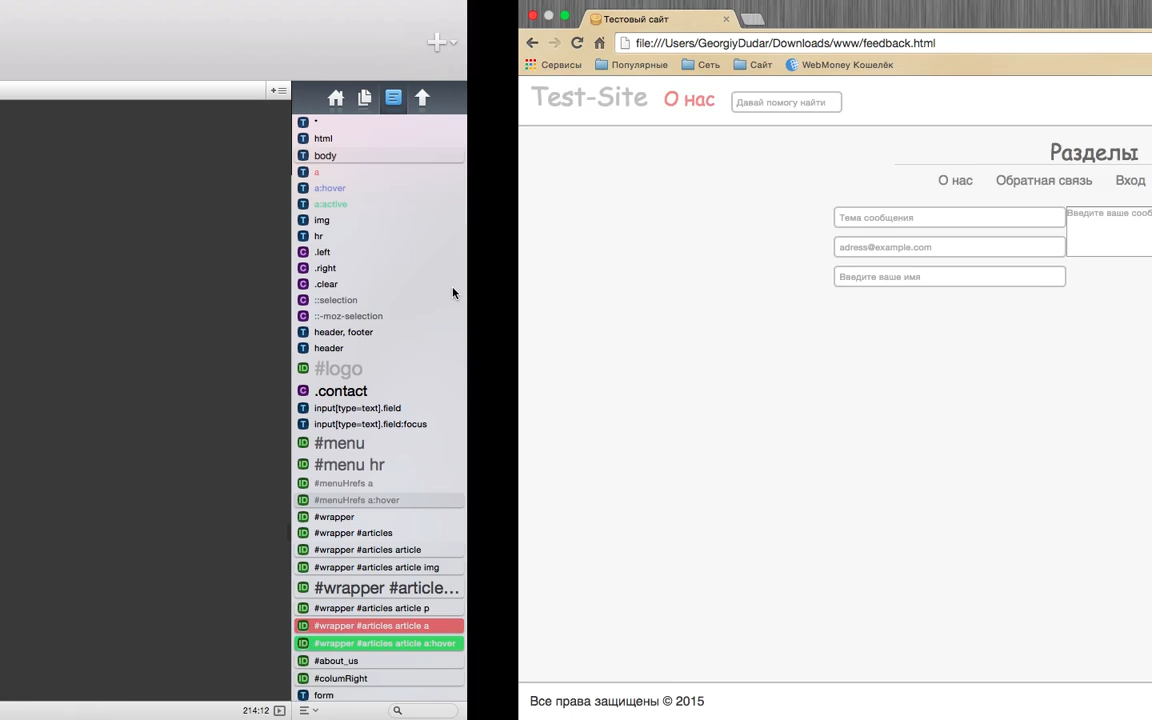 *
html
body
a
a:hover
a:active
img
hr
.left
.right
.clear
::selection
::-moz-selection
header, footer
header
#logo
.contact
input[type=text].field
input[type=text].field:focus
#menu
#menu hr
#menuHrefs a
#menuHrefs a:hover
#wrapper
#wrapper #articles
#wrapper #articles article
#wrapper #articles article img
#wrapper #article...
#wrapper #articles article p
#wrapper #articles article a
#wrapper #articles article a:hover
#about_us
#columRight
form
214:12
Тестовый сайт
file:///Users/GeorgiyDudar/Downloads/www/feedback.html
Сервисы Популярные Сеть Сайт WebMoney Кошелёк
Test-Site О нас Давай помогу найти
Разделы
О нас Обратная связь Вход
Тема сообщения
Введите ваше сооб
adress@example.com
Введите ваше имя
Все права защищены © 2015